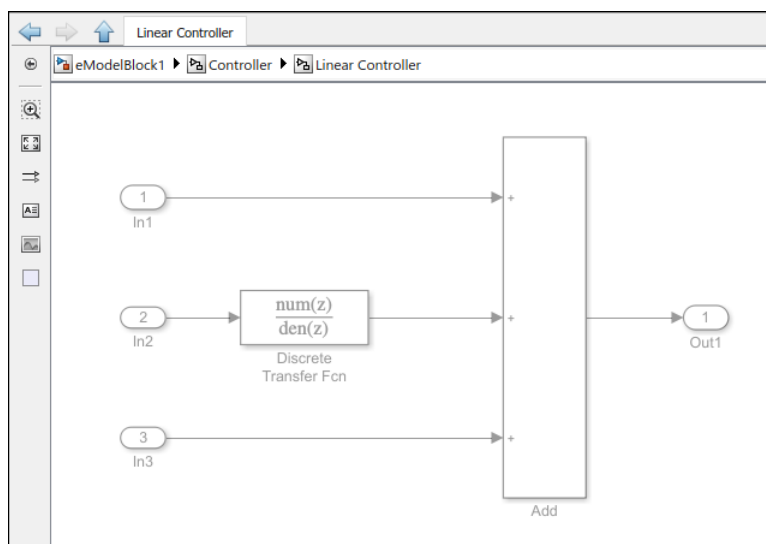 Linear Controller
eModelBlock1 Controller Linear Controller
1
In1
+
2
In2
num(z)
den(z)
Discrete
Transfer Fcn
+
1
Out1
3
In3
+
Add